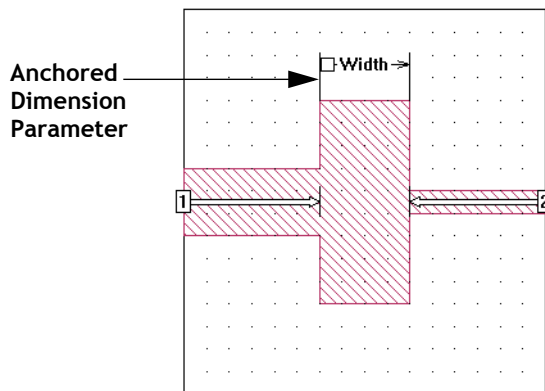 Anchored
Dimension
Parameter
Width
1
2